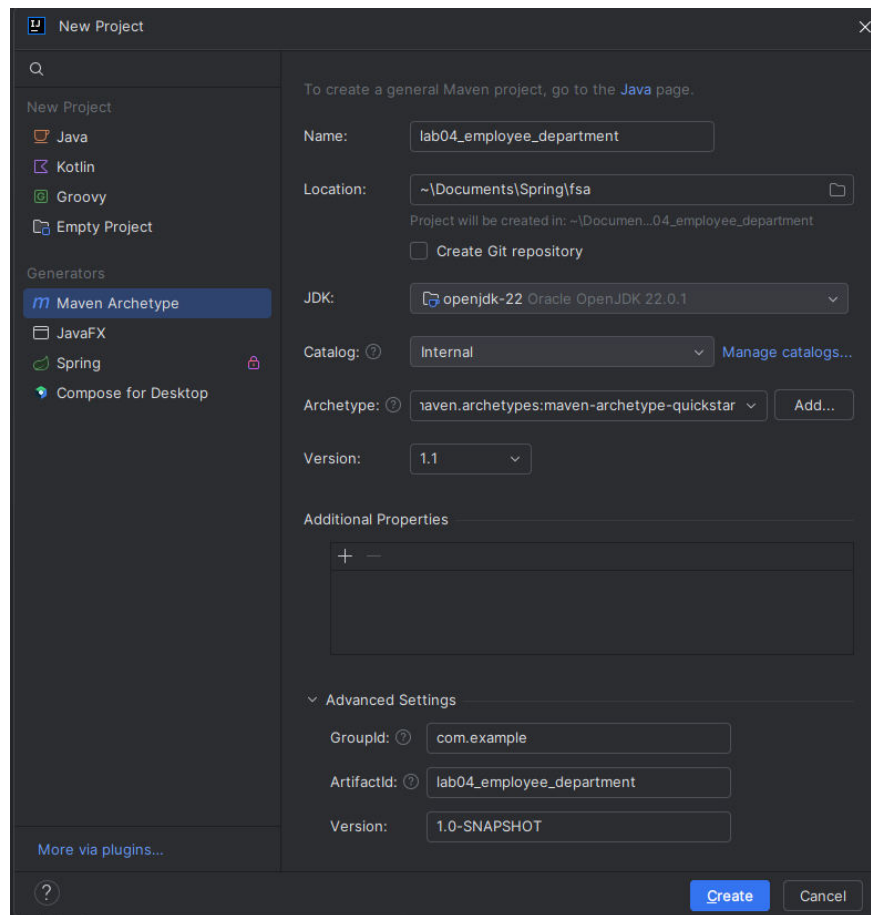 New Project
New Project
Java
Kotlin
Groovy
Empty Project
Generators
Maven Archetype
JavaFX
Spring
Compose for Desktop
More via plugins...
To create a general Maven project, go to the Java page.
Name: lab04_employee_department
Location: ~\Documents\Spring\fsa
Project will be created in: ~\Documen...04_employee_department
Create Git repository
JDK: openjdk-22 Oracle OpenJDK 22.0.1
Catalog: ? Internal Manage catalogs...
Archetype: ? naven.archetypes:maven-archetype-quickstar Add...
Version: 1.1
Additional Properties
Advanced Settings
GroupId: ? com.example
ArtifactId: ? lab04_employee_department
Version: 1.0-SNAPSHOT
? Create Cancel